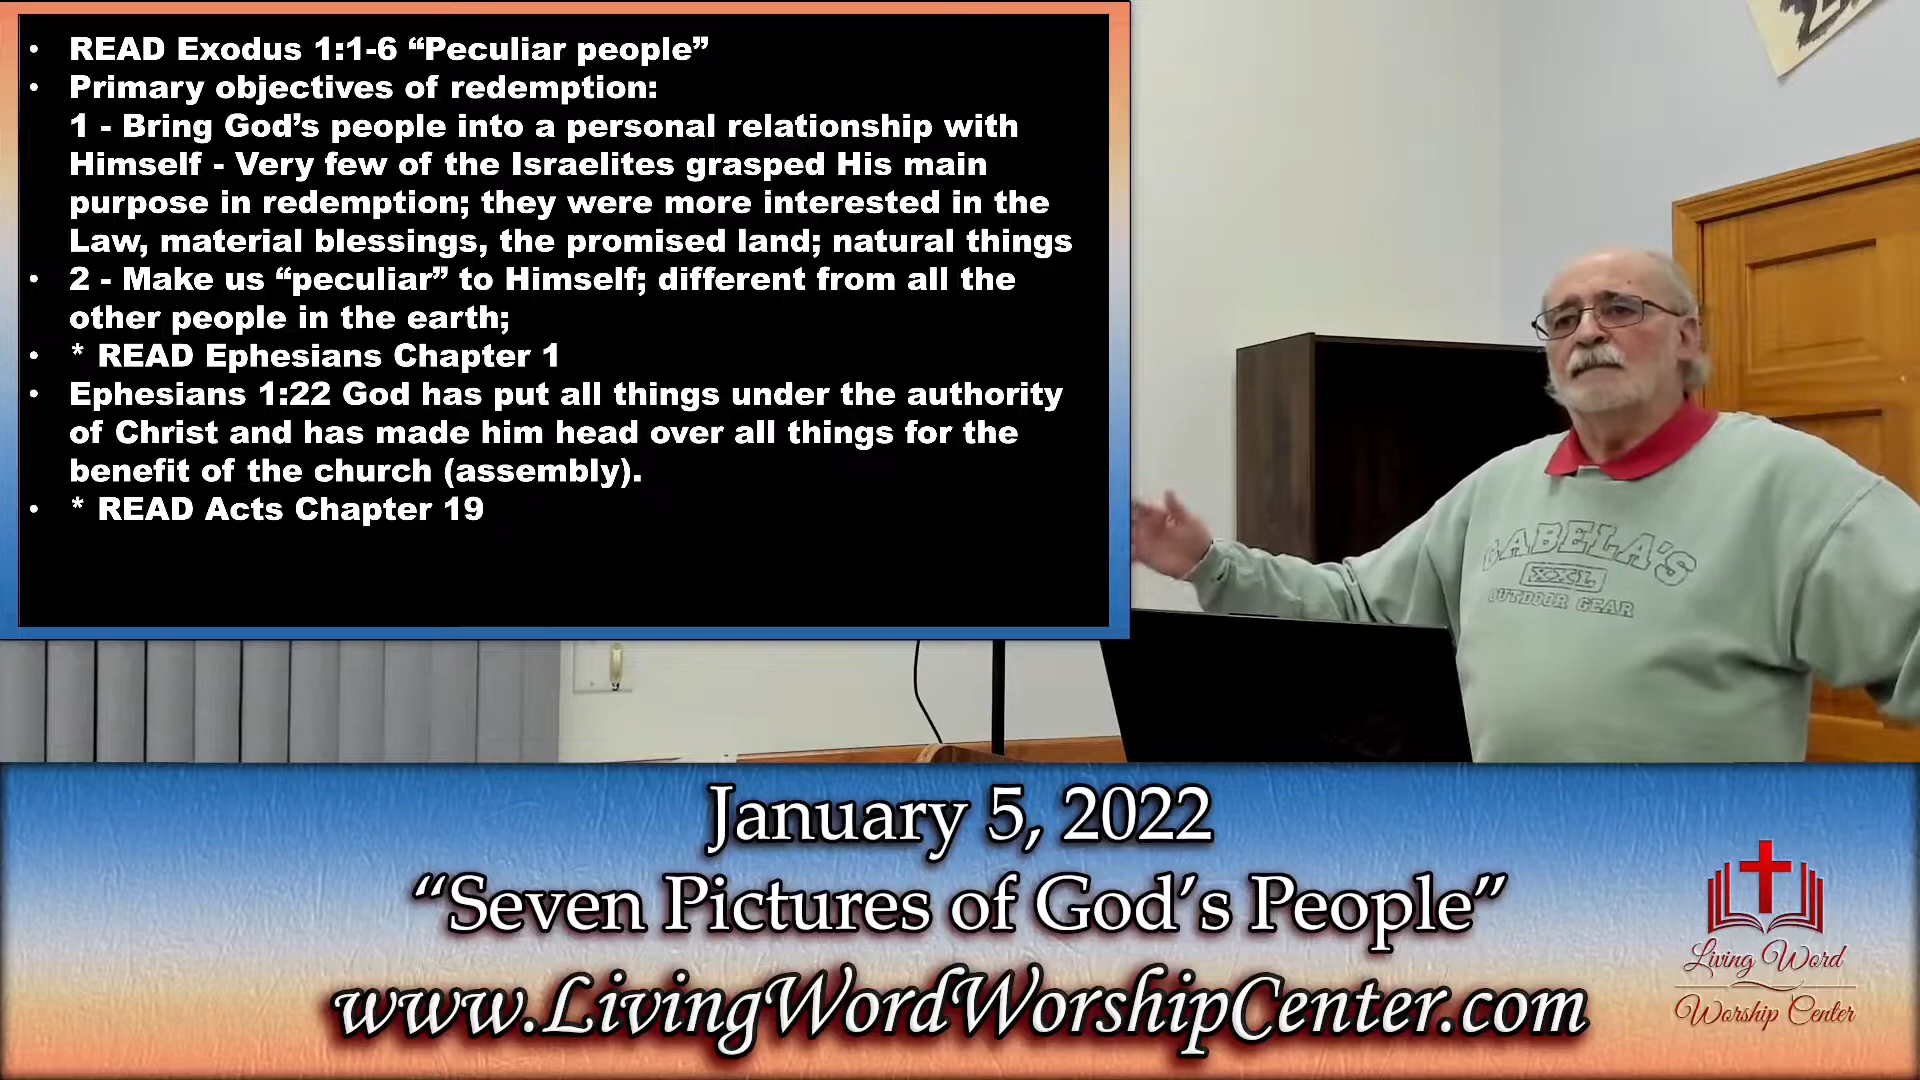 • READ Exodus 1:1-6 “Peculiar people”
• Primary objectives of redemption:
1 - Bring God’s people into a personal relationship with
Himself - Very few of the Israelites grasped His main
purpose in redemption; they were more interested in the
Law, material blessings, the promised land; natural things
• 2 - Make us “peculiar” to Himself; different from all the
other people in the earth;
• * READ Ephesians Chapter 1
• Ephesians 1:22 God has put all things under the authority
of Christ and has made him head over all things for the
benefit of the church (assembly).
• * READ Acts Chapter 19
CABELA'S
XXL
OUTDOOR GEAR
January 5, 2022
“Seven Pictures of God’s People”
www.LivingWordWorshipCenter.com
Living Word
Worship Center